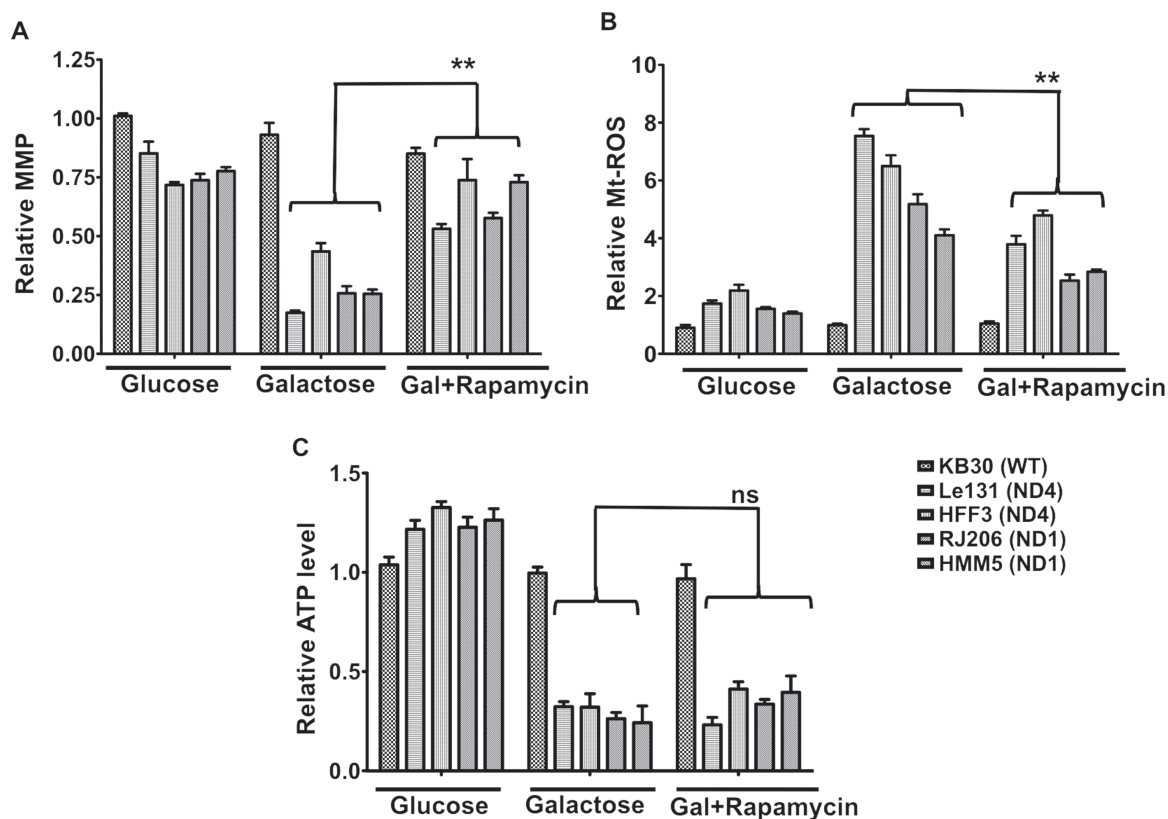 A
Relative MMP
1.25
1.00
0.75
0.50
0.25
0.00
**
Glucose Galactose Gal+Rapamycin
B
Relative Mt-ROS
10
8
6
4
2
0
**
Glucose Galactose Gal+Rapamycin
C
Relative ATP level
1.5
1.0
0.5
0.0
ns
Glucose Galactose Gal+Rapamycin
KB30 (WT)
Le131 (ND4)
HFF3 (ND4)
RJ206 (ND1)
HMM5 (ND1)